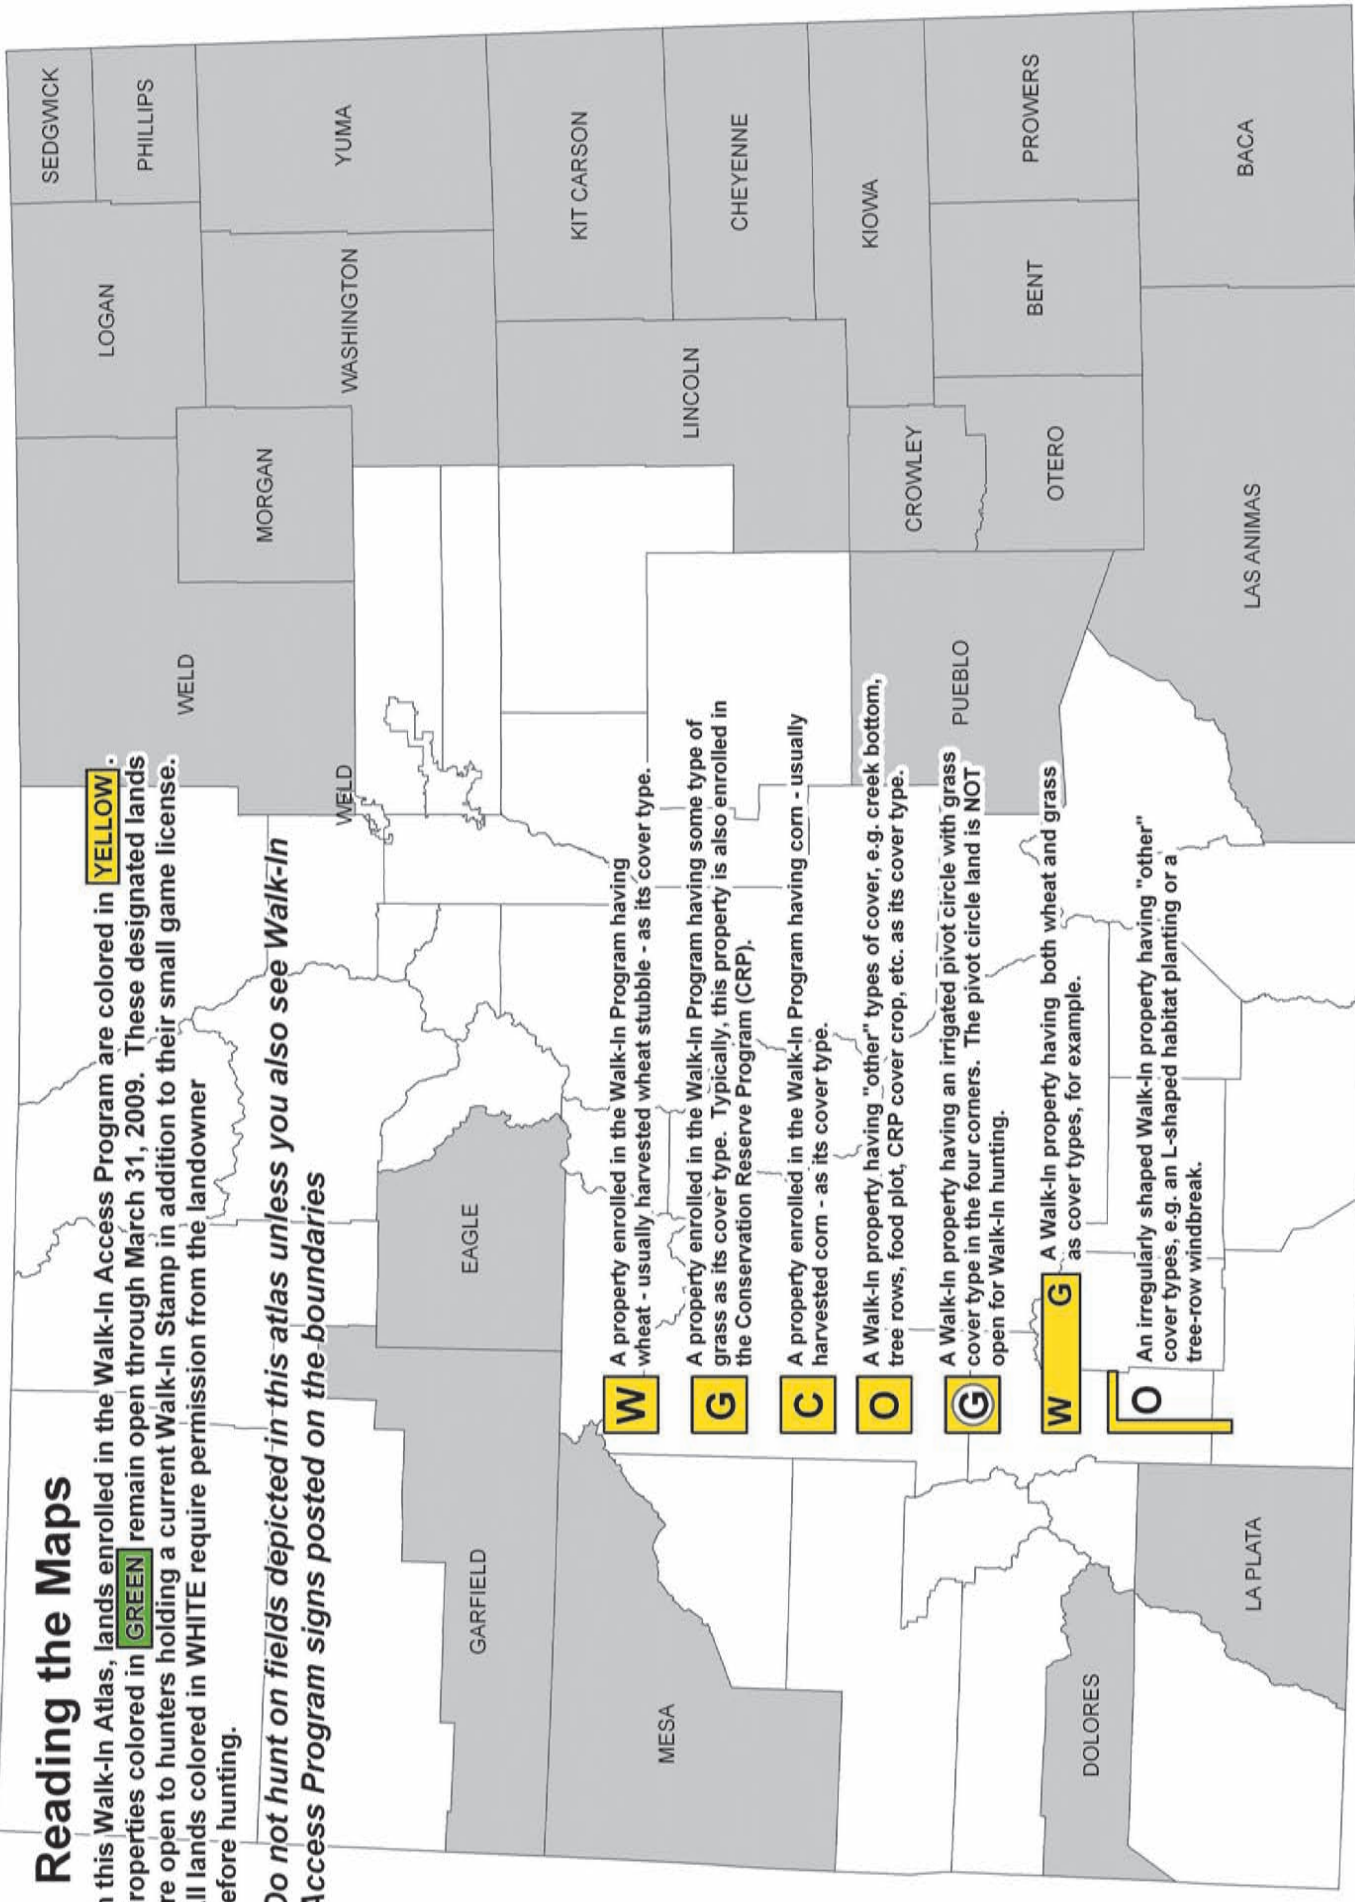 Reading the Maps
this Walk-In Atlas, lands enrolled in the Walk-In Access Program are colored in YELLOW.
roperties colored in GREEN remain open through March 31, 2009. These designated lands
re open to hunters holding a current Walk-In Stamp in addition to their small game license.
ll lands colored in WHITE require permission from the landowner
efore hunting.
Do not hunt on fields depicted in this atlas unless you also see Walk-In
Access Program signs posted on the boundaries
W A property enrolled in the Walk-In Program having
wheat - usually harvested wheat stubble - as its cover type.
G A property enrolled in the Walk-In Program having some type of
grass as its cover type. Typically, this property is also enrolled in
the Conservation Reserve Program (CRP).
C A property enrolled in the Walk-In Program having corn - usually
harvested corn - as its cover type.
O A Walk-In property having "other" types of cover, e.g. creek bottom,
tree rows, food plot, CRP cover crop, etc. as its cover type.
G A Walk-In property having an irrigated pivot circle with grass
cover type in the four corners. The pivot circle land is NOT
open for Walk-In hunting.
W G A Walk-In property having both wheat and grass
as cover types, for example.
O An irregularly shaped Walk-In property having "other"
cover types, e.g. an L-shaped habitat planting or a
tree-row windbreak.
SEDGWICK
LOGAN
PHILLIPS
WELD
MORGAN
WASHINGTON
YUMA
WELD
EAGLE
GARFIELD
KIT CARSON
LINCOLN
MESA
CHEYENNE
KIOWA
CROWLEY
PUEBLO
PROWERS
BENT
OTERO
DOLORES
BACA
LAS ANIMAS
LA PLATA